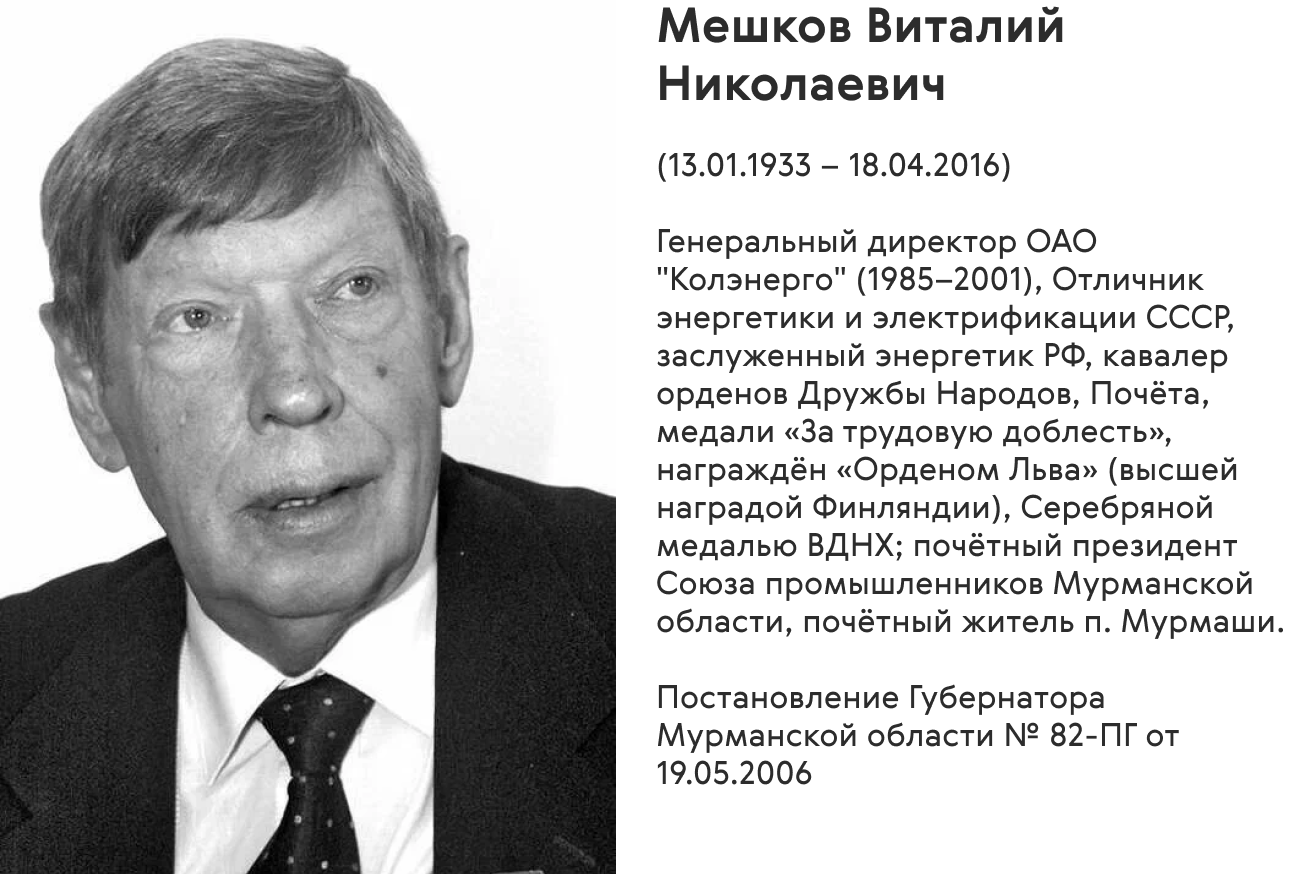 Мешков Виталий
Николаевич
(13.01.1933 – 18.04.2016)
Генеральный директор ОАО
"Колэнерго" (1985–2001), Отличник
энергетики и электрификации СССР,
заслуженный энергетик РФ, кавалер
орденов Дружбы Народов, Почёта,
медали «За трудовую доблесть»,
награждён «Орденом Льва» (высшей
наградой Финляндии), Серебряной
медалью ВДНХ; почётный президент
Союза промышленников Мурманской
области, почётный житель п. Мурмаши.
Постановление Губернатора
Мурманской области № 82-ПГ от
19.05.2006